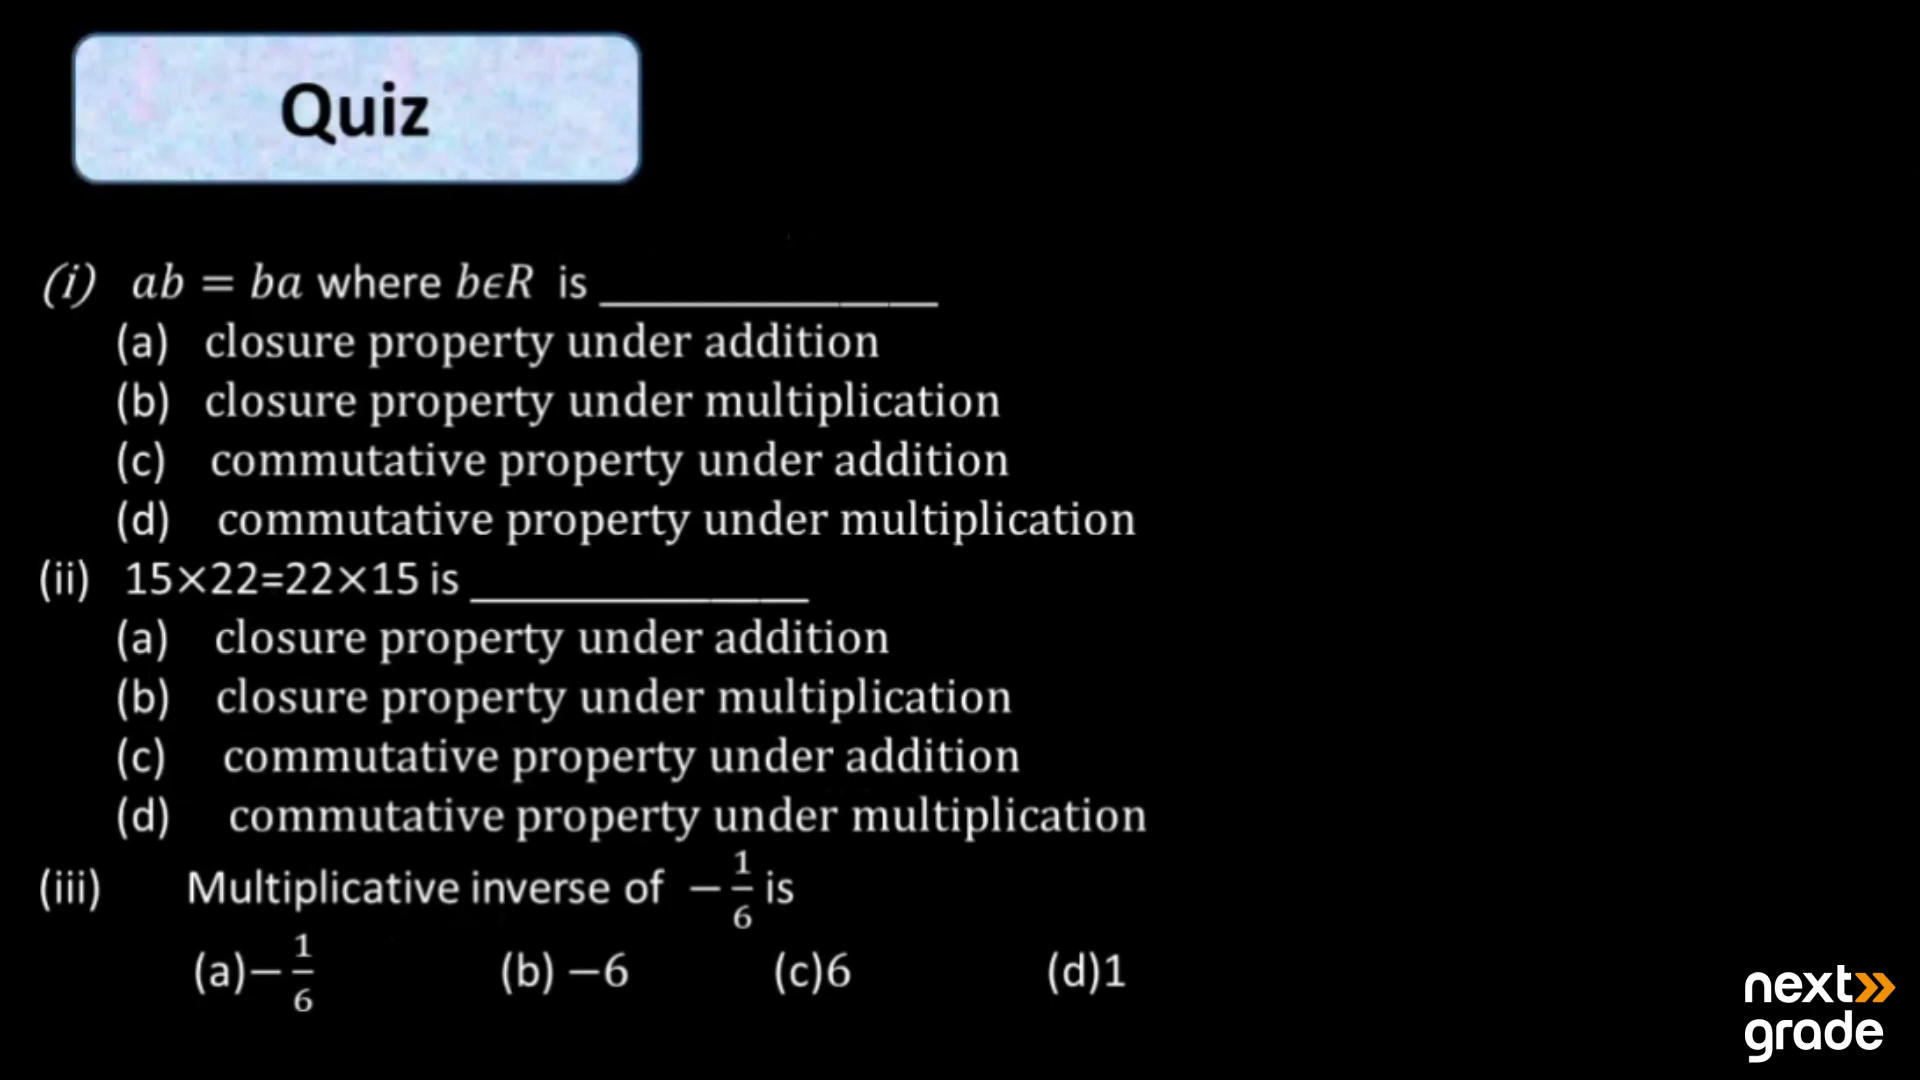 Quiz
(i) ab = ba where bϵR is ______________
(a) closure property under addition
(b) closure property under multiplication
(c) commutative property under addition
(d) commutative property under multiplication
(ii) 15×22=22×15 is ______________
(a) closure property under addition
(b) closure property under multiplication
(c) commutative property under addition
(d) commutative property under multiplication
(iii) Multiplicative inverse of −1/6 is
(a)−1/6 (b) −6 (c)6 (d)1
next
grade